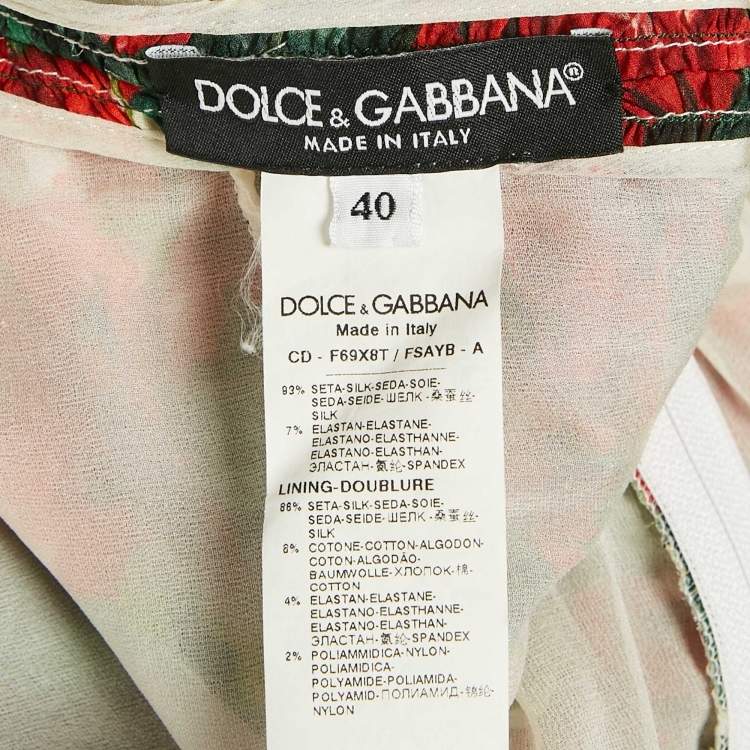 DOLCE & GABBANA®
MADE IN ITALY
40
DOLCE & GABBANA
Made in Italy
CD - F69X8T / FSAYB - A
93% SETA-SILK-SEDA-SOIE-
SEDA-SEIDE-ШЕЛК-桑蚕丝-
SILK
7% ELASTAN-ELASTANE-
ELASTANO-ELASTHANNE-
ELASTANO-ELASTHAN-
ЭЛАСТАН-氨纶-SPANDEX
LINING-DOUBLURE
86% SETA-SILK-SEDA-SOIE-
SEDA-SEIDE-ШЕЛК-桑蚕丝-
SILK
8% COTONE-COTTON-ALGODON-
COTON-ALGODÃO-
BAUMWOLLE-ХЛОПОК-棉-
COTTON
4% ELASTAN-ELASTANE-
ELASTANO-ELASTHANNE-
ELASTANO-ELASTHAN-
ЭЛАСТАН-氨纶-SPANDEX
2% POLIAMMIDICA-NYLON-
POLIAMIDICA-
POLYAMIDE-POLIAMIDA-
POLYAMID-ПОЛИАМИД-锦纶-
NYLON